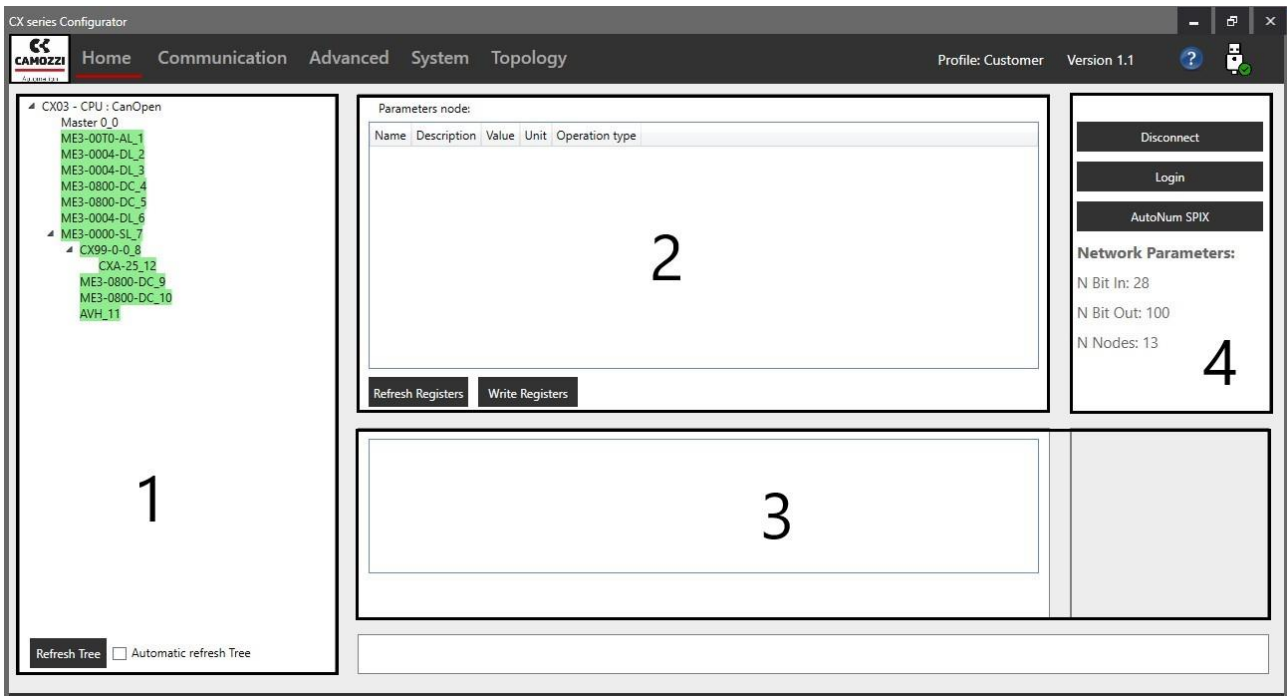 CX series Configurator
CAMOZZI
Automation
Home Communication Advanced System Topology
Profile: Customer Version 1.1
CX03 - CPU : CanOpen
Master 0_0
ME3-00T0-AL_1
ME3-0004-DL_2
ME3-0004-DL_3
ME3-0800-DC_4
ME3-0800-DC_5
ME3-0004-DL_6
ME3-0000-SL_7
CX99-0-0_8
CXA-25_12
ME3-0800-DC_9
ME3-0800-DC_10
AVH_11
1
Refresh Tree Automatic refresh Tree
Parameters node:
Name Description Value Unit Operation type
2
Refresh Registers Write Registers
3
Disconnect
Login
AutoNum SPIX
Network Parameters:
N Bit In: 28
N Bit Out: 100
N Nodes: 13
4